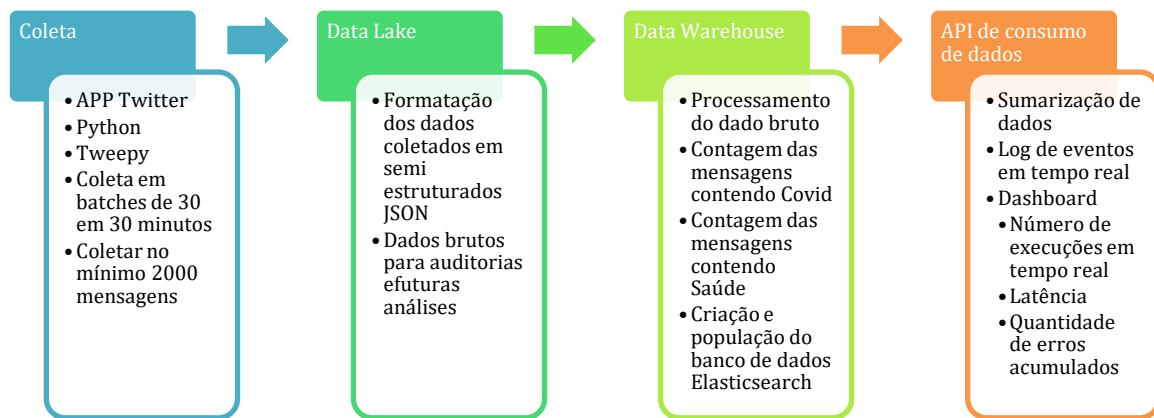 Coleta
• APP Twitter
• Python
• Tweepy
• Coleta em
batches de 30
em 30 minutos
• Coletar no
mínimo 2000
mensagens
Data Lake
• Formatação
dos dados
coletados em
semi
estruturados
JSON
• Dados brutos
para auditorias
efuturas
análises
Data Warehouse
• Processamento
do dado bruto
• Contagem das
mensagens
contendo Covid
• Contagem das
mensagens
contendo
Saúde
• Criação e
população do
banco de dados
Elasticsearch
API de consumo
de dados
• Sumarização de
dados
• Log de eventos
em tempo real
• Dashboard
• Número de
execuções em
tempo real
• Latência
• Quantidade
de erros
acumulados